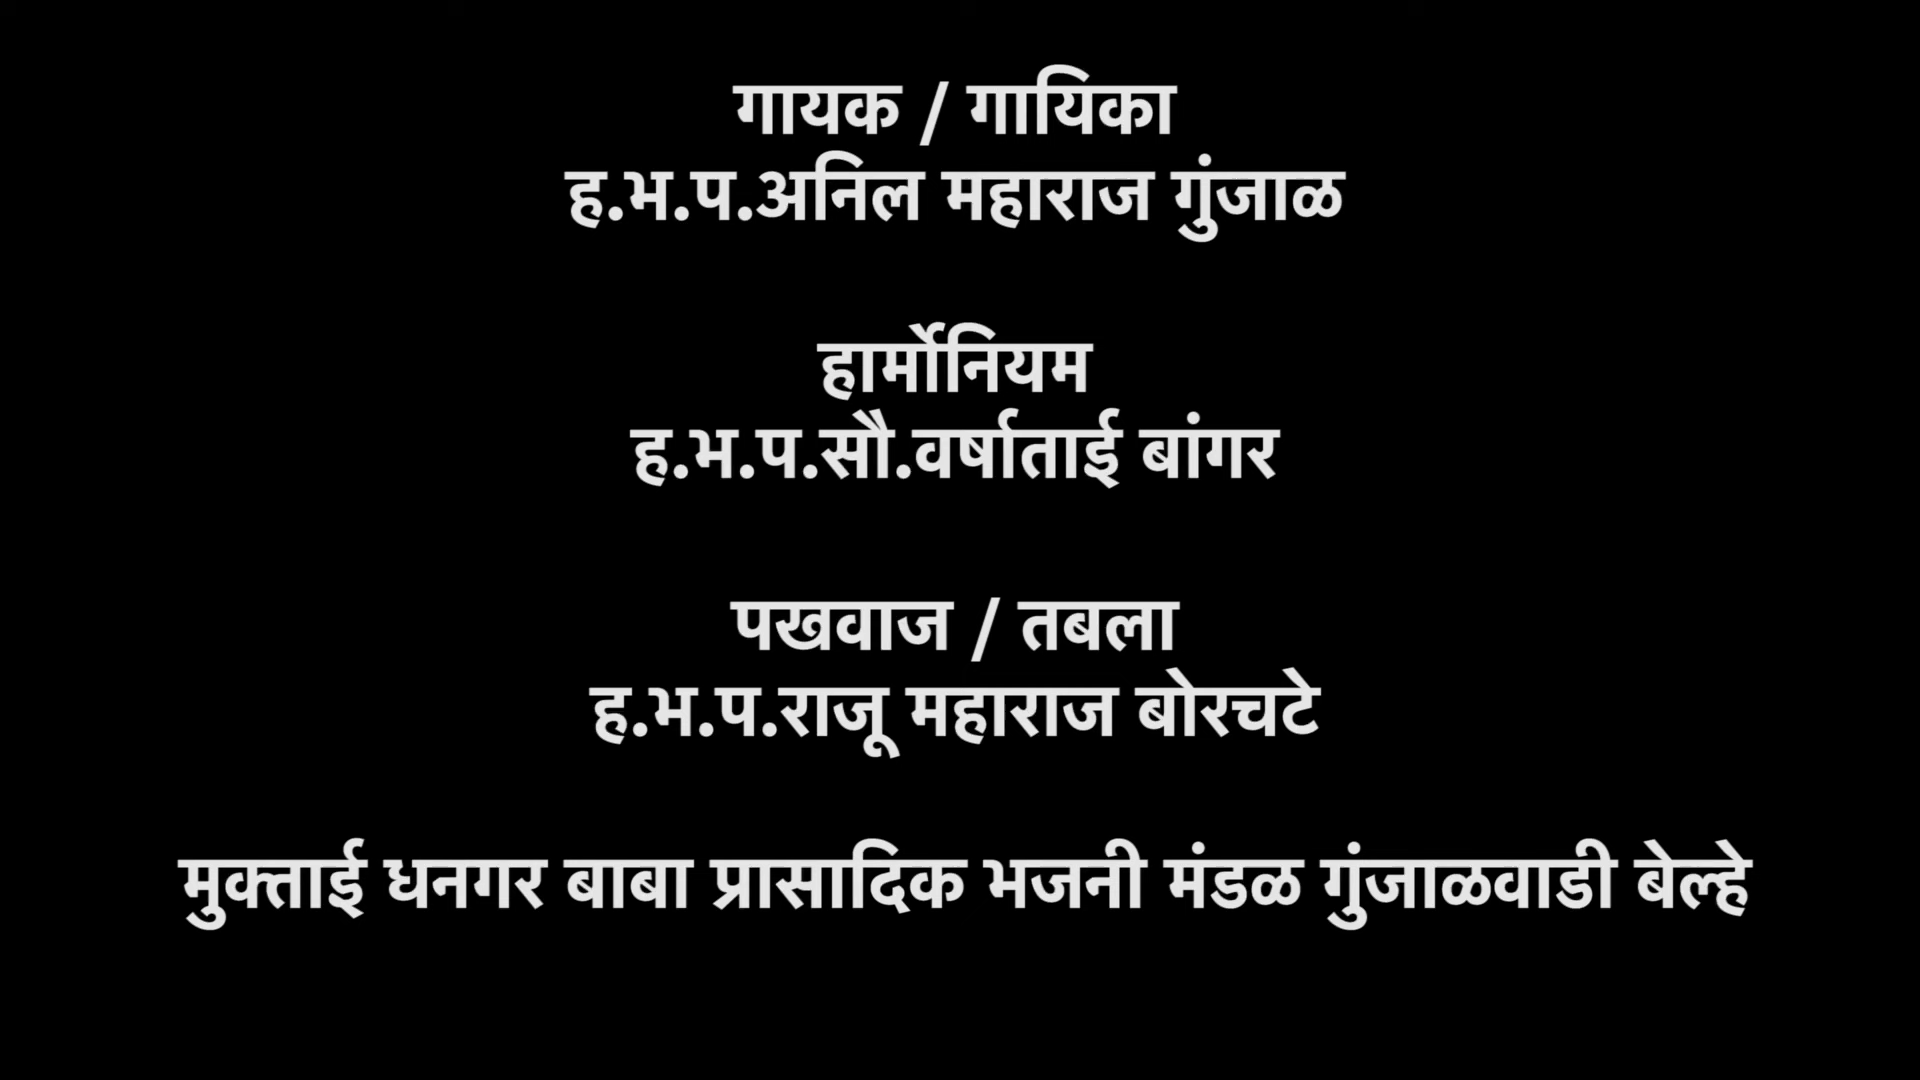 गायक / गायिका
ह.भ.प.अनिल महाराज गुंजाळ
हार्मोनियम
ह.भ.प.सौ.वर्षाताई बांगर
पखवाज / तबला
ह.भ.प.राजू महाराज बोरचटे
मुक्ताई धनगर बाबा प्रासादिक भजनी मंडळ गुंजाळवाडी बेल्हे